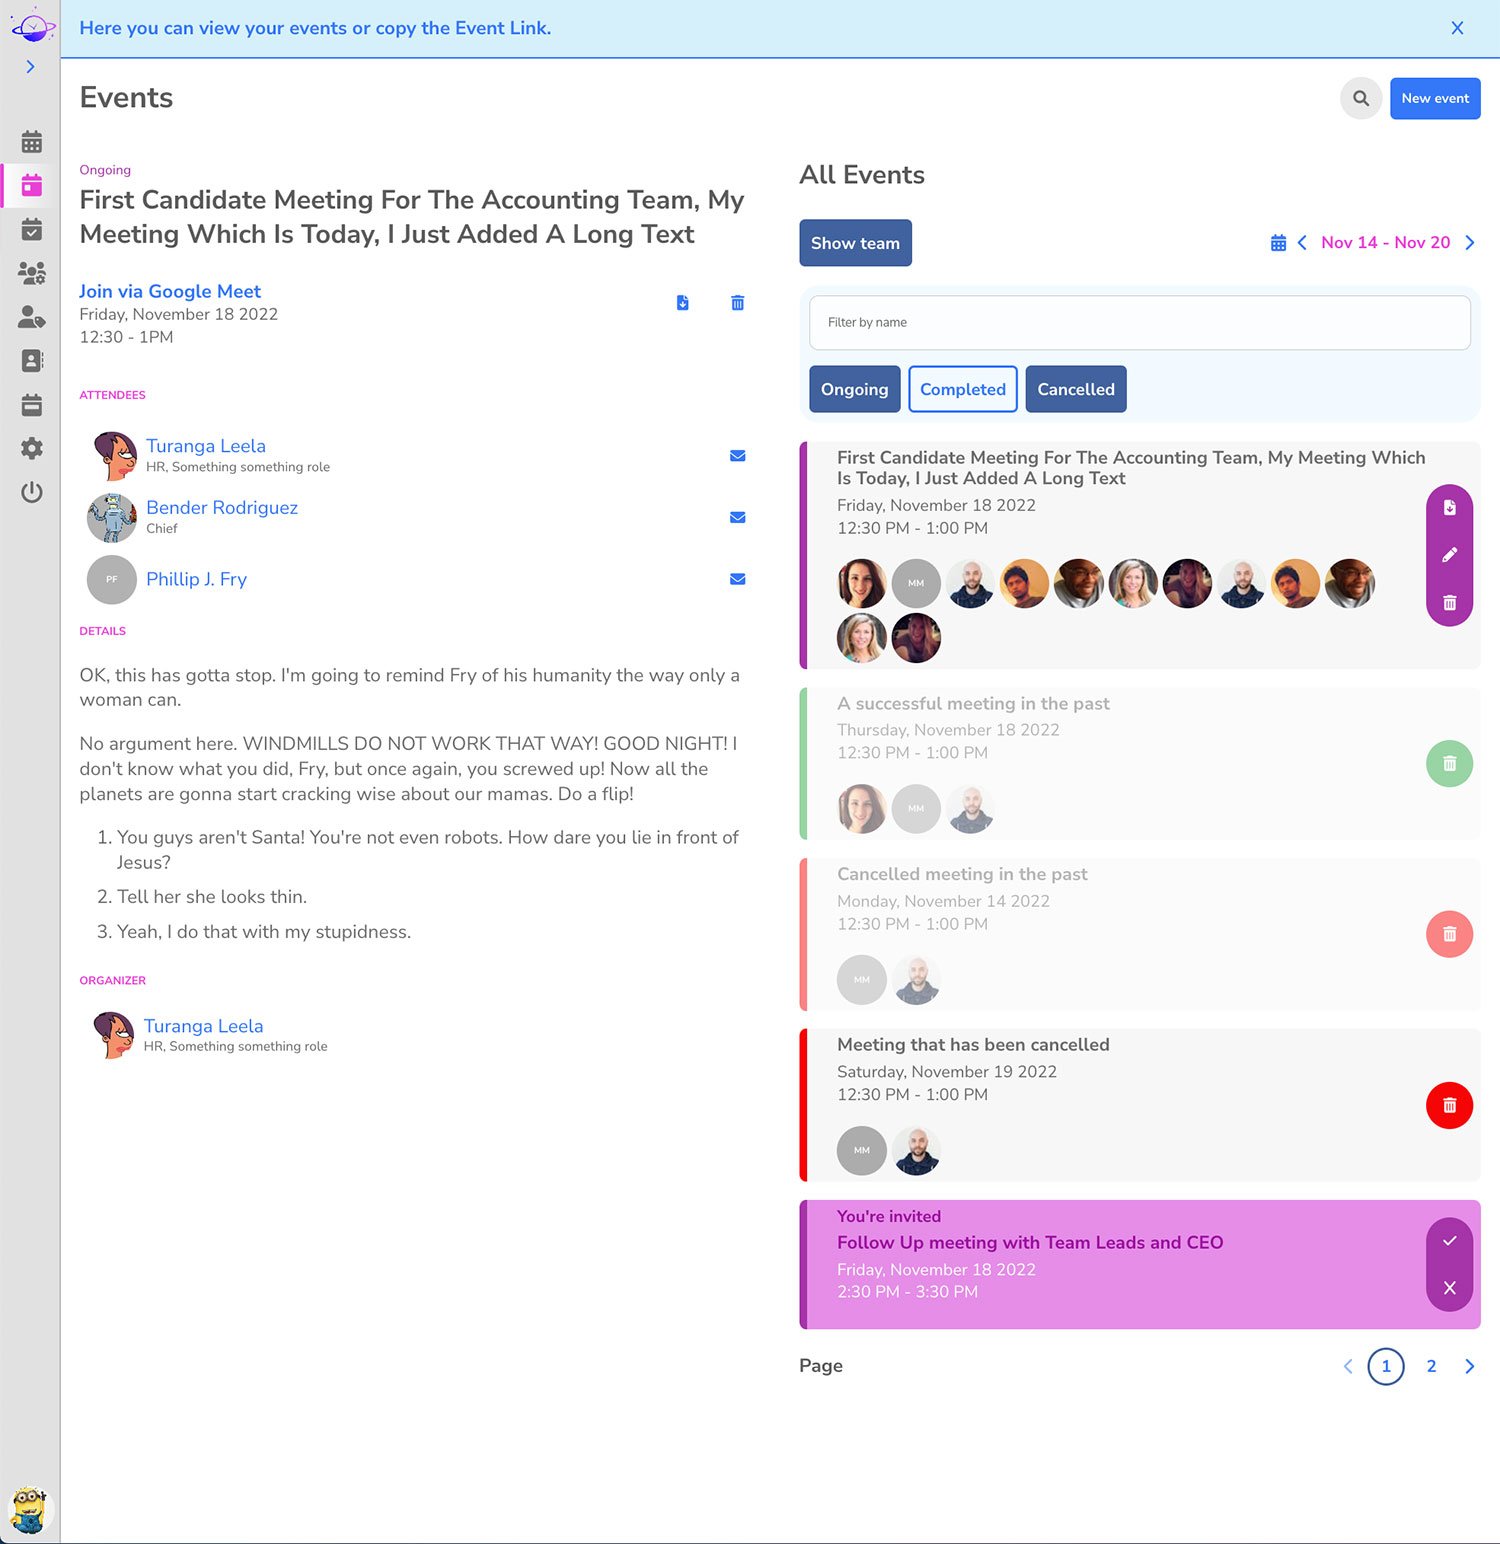 Here you can view your events or copy the Event Link.
X
Events
New event
Ongoing
First Candidate Meeting For The Accounting Team, My
Meeting Which Is Today, I Just Added A Long Text
Join via Google Meet
Friday, November 18 2022
12:30 - 1PM
ATTENDEES
Turanga Leela
HR, Something something role
Bender Rodriguez
Chief
PF
Phillip J. Fry
DETAILS
OK, this has gotta stop. I'm going to remind Fry of his humanity the way only a
woman can.
No argument here. WINDMILLS DO NOT WORK THAT WAY! GOOD NIGHT! I
don't know what you did, Fry, but once again, you screwed up! Now all the
planets are gonna start cracking wise about our mamas. Do a flip!
1. You guys aren't Santa! You're not even robots. How dare you lie in front of
Jesus?
2. Tell her she looks thin.
3. Yeah, I do that with my stupidness.
ORGANIZER
Turanga Leela
HR, Something something role
All Events
Show team
Nov 14 - Nov 20
Filter by name
Ongoing
Completed
Cancelled
First Candidate Meeting For The Accounting Team, My Meeting Which
Is Today, I Just Added A Long Text
Friday, November 18 2022
12:30 PM - 1:00 PM
MM
A successful meeting in the past
Thursday, November 18 2022
12:30 PM - 1:00 PM
MM
Cancelled meeting in the past
Monday, November 14 2022
12:30 PM - 1:00 PM
MM
Meeting that has been cancelled
Saturday, November 19 2022
12:30 PM - 1:00 PM
MM
You're invited
Follow Up meeting with Team Leads and CEO
Friday, November 18 2022
2:30 PM - 3:30 PM
X
Page
1
2